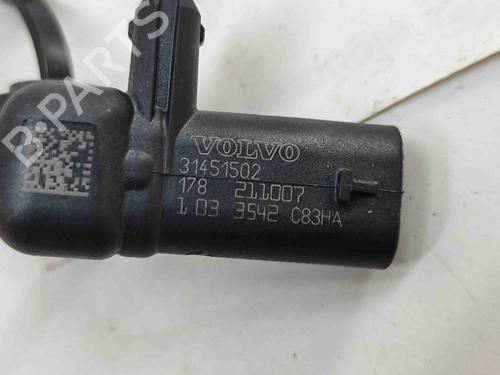 B-PARTS
VOLVO
31451502
178 211007
1 03 3542 C83HA